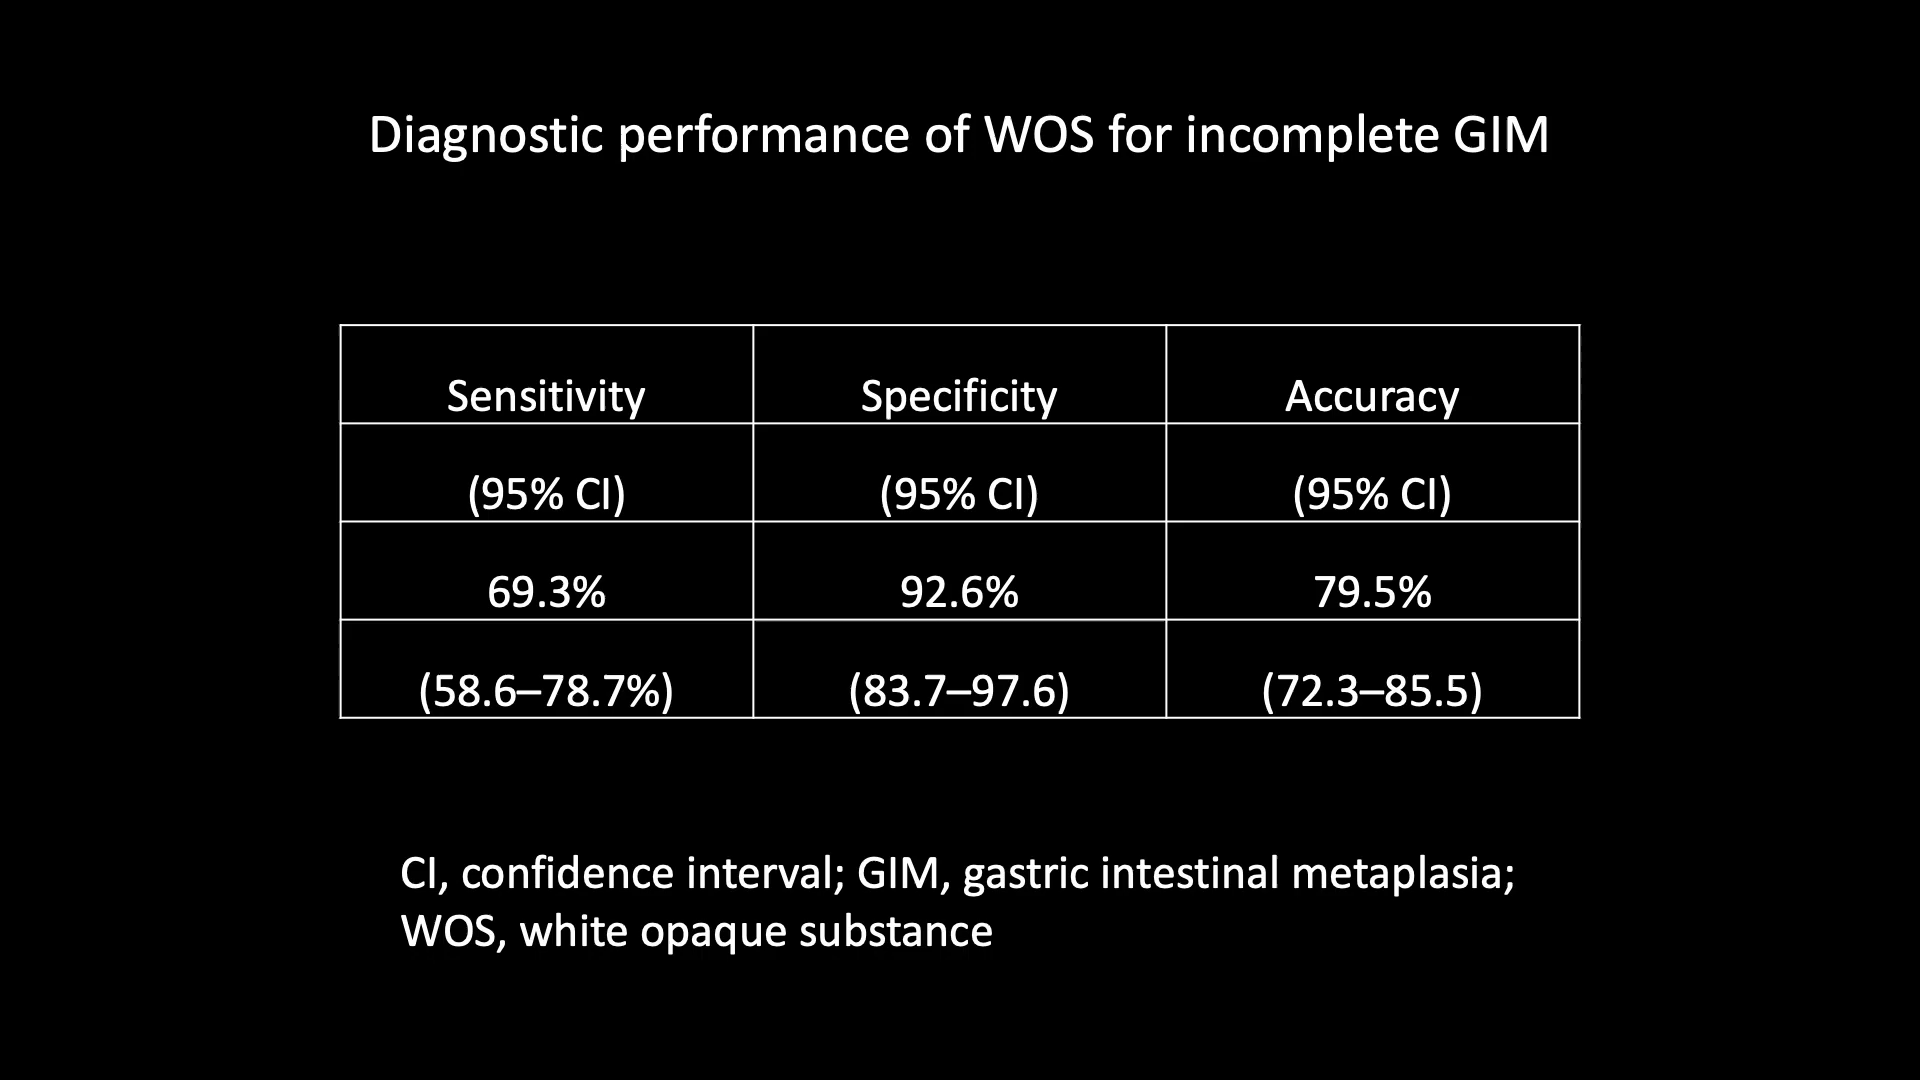 Diagnostic performance of WOS for incomplete GIM
Sensitivity Specificity Accuracy
(95% CI) (95% CI) (95% CI)
69.3% 92.6% 79.5%
(58.6–78.7%) (83.7–97.6) (72.3–85.5)
CI, confidence interval; GIM, gastric intestinal metaplasia;
WOS, white opaque substance